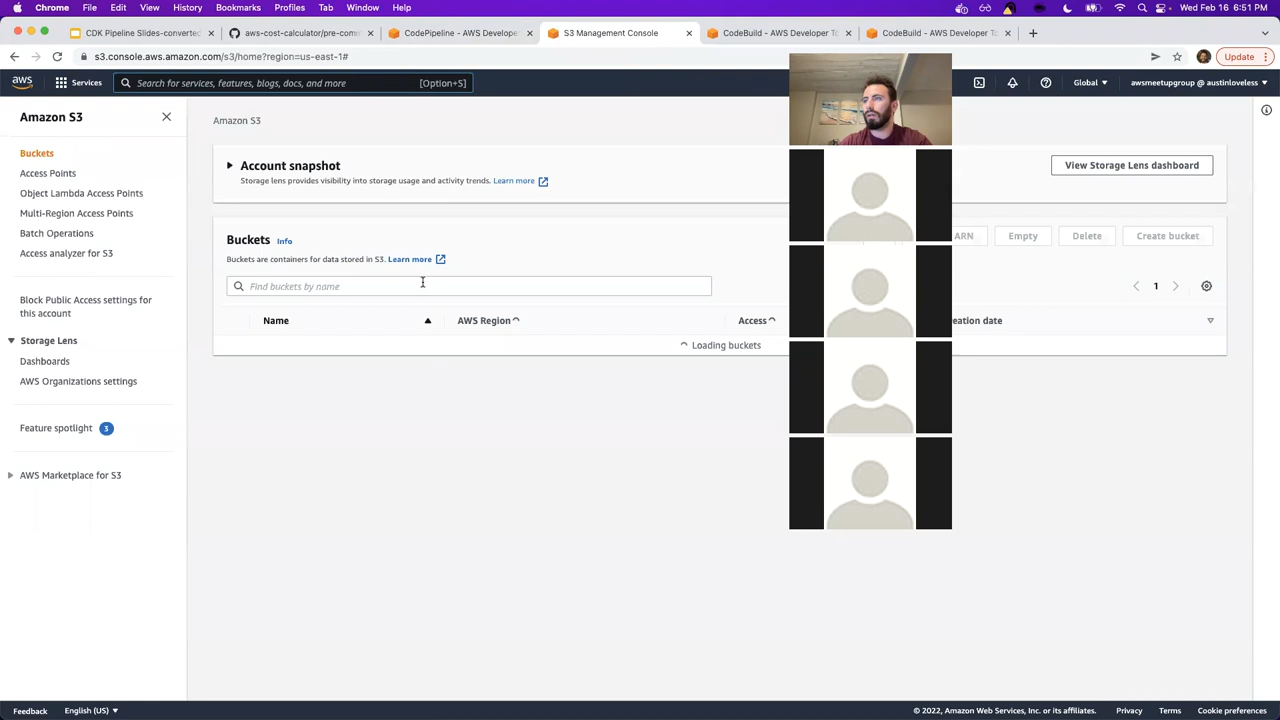 Chrome File Edit View History Bookmarks Profiles Tab Window Help
Wed Feb 16 6:51 PM
CDK Pipeline Slides-converted
aws-cost-calculator/pre-comm
CodePipeline - AWS Develope
S3 Management Console
CodeBuild - AWS Developer To
CodeBuild - AWS Developer To
s3.console.aws.amazon.com/s3/home?region=us-east-1#
Update
aws
Services
Search for services, features, blogs, docs, and more
[Option+S]
Global
awsmeetupgroup @ austinloveless
Amazon S3
Buckets
Access Points
Object Lambda Access Points
Multi-Region Access Points
Batch Operations
Access analyzer for S3
Block Public Access settings for
this account
Storage Lens
Dashboards
AWS Organizations settings
Feature spotlight 3
AWS Marketplace for S3
Amazon S3
Account snapshot
Storage lens provides visibility into storage usage and activity trends. Learn more
View Storage Lens dashboard
Buckets Info
Buckets are containers for data stored in S3. Learn more
ARN
Empty
Delete
Create bucket
Find buckets by name
1
Name
AWS Region
Access
eation date
Loading buckets
Feedback
English (US)
© 2022, Amazon Web Services, Inc. or its affiliates.
Privacy
Terms
Cookie preferences